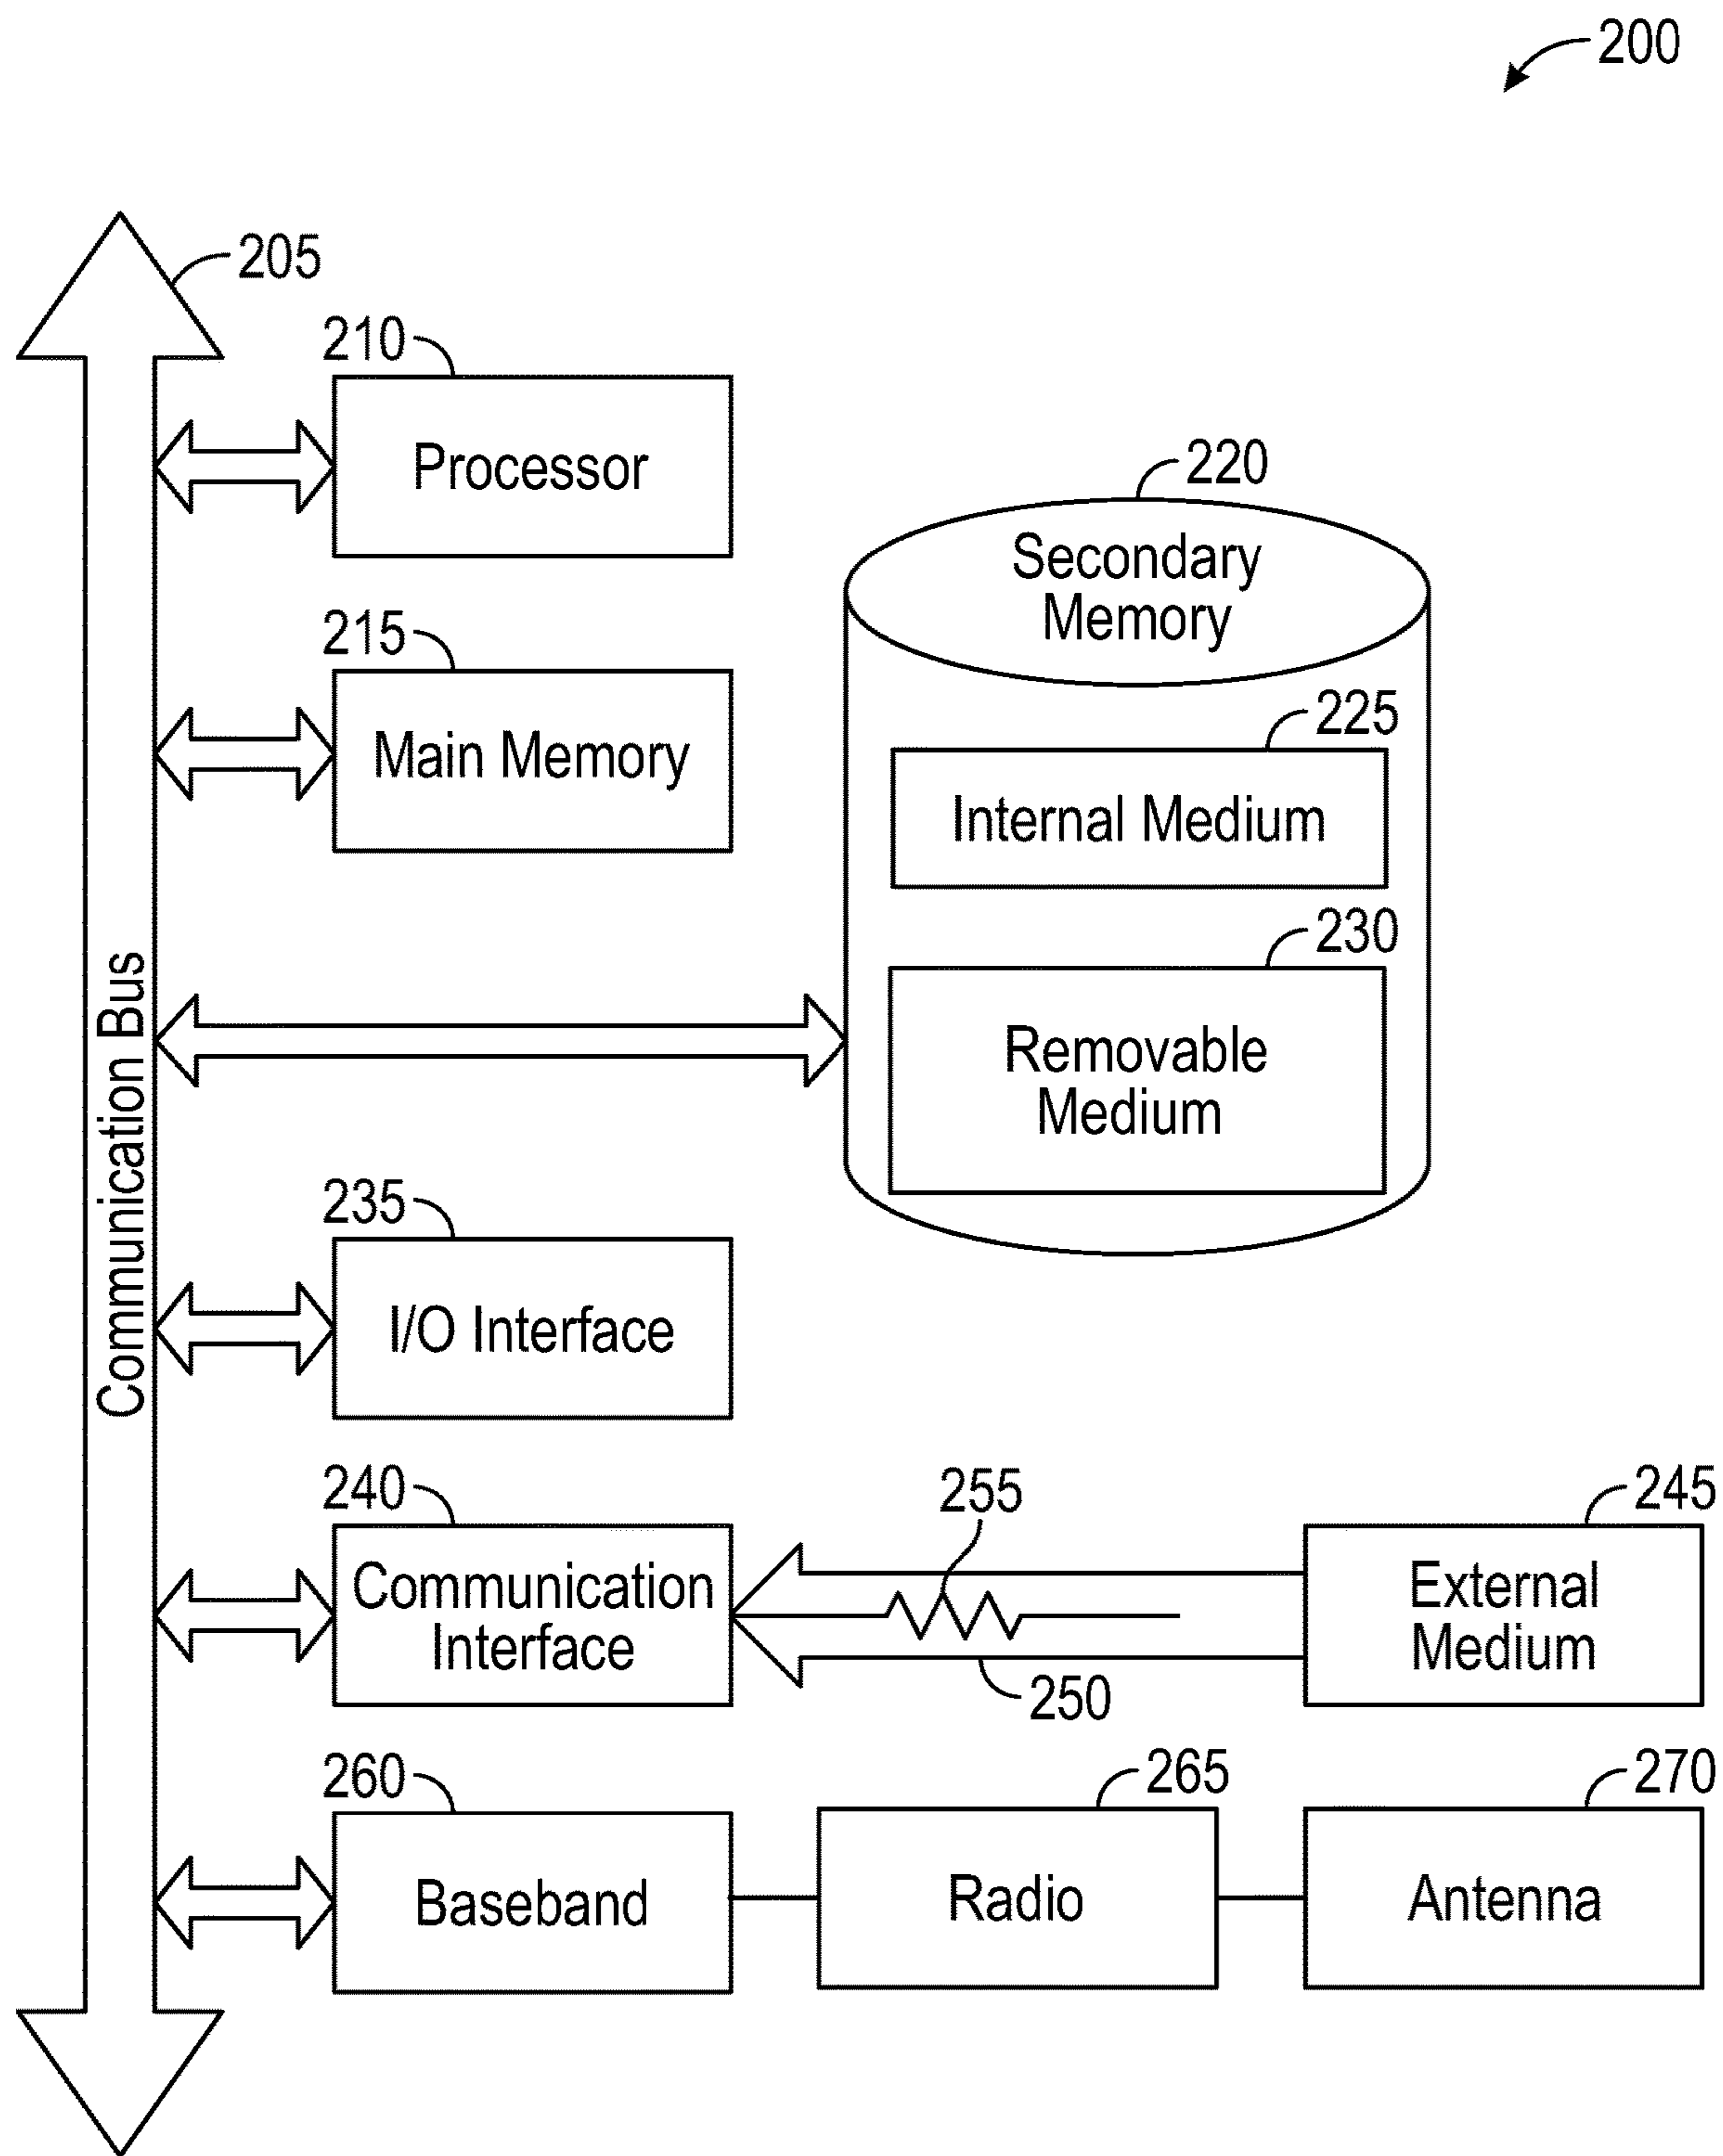 200
205
210
Processor
220
Secondary
Memory
215
Main Memory
225
Internal Medium
230
Removable
Medium
Communication Bus
235
I/O Interface
240
Communication
Interface
255
250
245
External
Medium
260
Baseband
265
Radio
270
Antenna